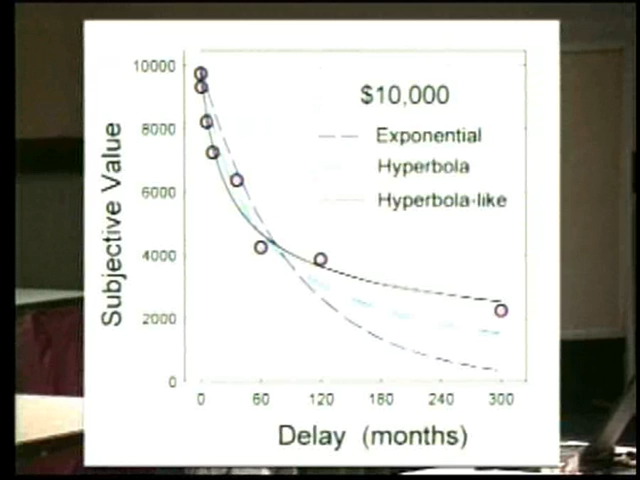 $10,000
Exponential
Hyperbola
Hyperbola-like
Subjective Value
10000
8000
6000
4000
2000
0
0 60 120 180 240 300
Delay (months)